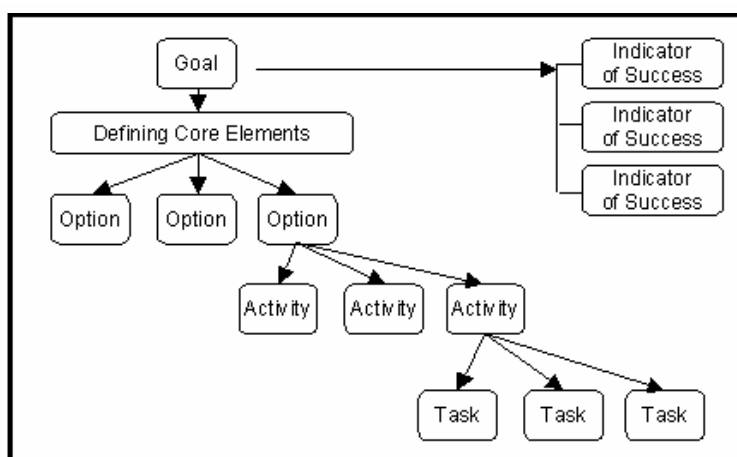 Goal
Indicator
of Success
Defining Core Elements
Indicator
of Success
Indicator
of Success
Option
Option
Option
Activity
Activity
Activity
Task
Task
Task